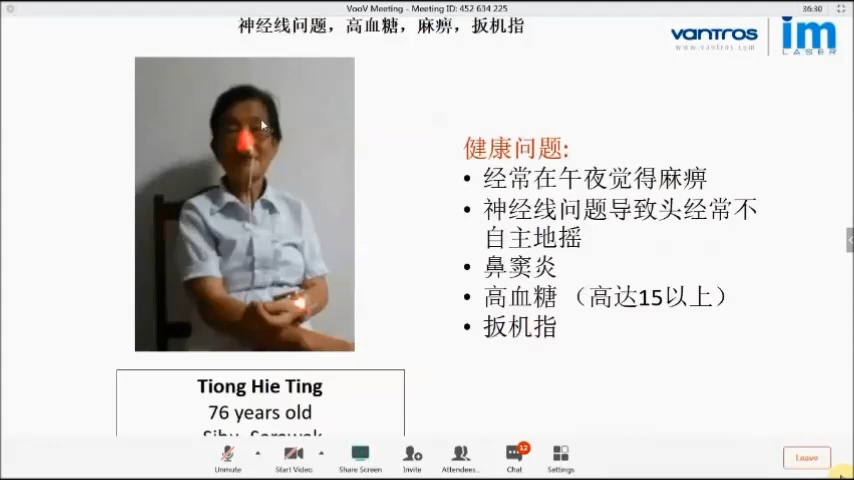 VooV Meeting - Meeting ID: 452 634 225
36:30
神经线问题，高血糖，麻痹，扳机指
vantros
www.vantros.com
im
LASER
健康问题:
• 经常在午夜觉得麻痹
• 神经线问题导致头经常不
自主地摇
• 鼻窦炎
• 高血糖 （高达15以上）
• 扳机指
Tiong Hie Ting
76 years old
Sibu, Sarawak
Unmute
Start Video
Share Screen
Invite
Attendees...
12
Chat
Settings
Leave